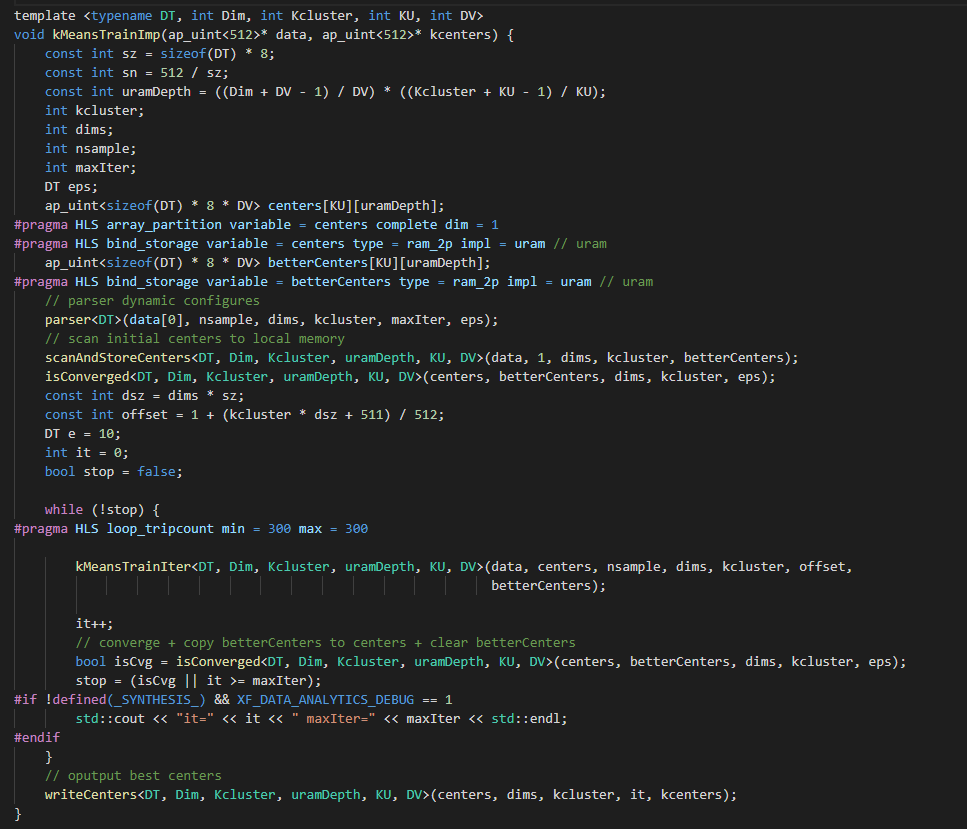 template <typename DT, int Dim, int Kcluster, int KU, int DV>
void kMeansTrainImp(ap_uint<512>* data, ap_uint<512>* kcenters) {
    const int sz = sizeof(DT) * 8;
    const int sn = 512 / sz;
    const int uramDepth = ((Dim + DV - 1) / DV) * ((Kcluster + KU - 1) / KU);
    int kcluster;
    int dims;
    int nsample;
    int maxIter;
    DT eps;
    ap_uint<sizeof(DT) * 8 * DV> centers[KU][uramDepth];
#pragma HLS array_partition variable = centers complete dim = 1
#pragma HLS bind_storage variable = centers type = ram_2p impl = uram // uram
    ap_uint<sizeof(DT) * 8 * DV> betterCenters[KU][uramDepth];
#pragma HLS bind_storage variable = betterCenters type = ram_2p impl = uram // uram
    // parser dynamic configures
    parser<DT>(data[0], nsample, dims, kcluster, maxIter, eps);
    // scan initial centers to local memory
    scanAndStoreCenters<DT, Dim, Kcluster, uramDepth, KU, DV>(data, 1, dims, kcluster, betterCenters);
    isConverged<DT, Dim, Kcluster, uramDepth, KU, DV>(centers, betterCenters, dims, kcluster, eps);
    const int dsz = dims * sz;
    const int offset = 1 + (kcluster * dsz + 511) / 512;
    DT e = 10;
    int it = 0;
    bool stop = false;

    while (!stop) {
#pragma HLS loop_tripcount min = 300 max = 300

        kMeansTrainIter<DT, Dim, Kcluster, uramDepth, KU, DV>(data, centers, nsample, dims, kcluster, offset,
                                                              betterCenters);

        it++;
        // converge + copy betterCenters to centers + clear betterCenters
        bool isCvg = isConverged<DT, Dim, Kcluster, uramDepth, KU, DV>(centers, betterCenters, dims, kcluster, eps);
        stop = (isCvg || it >= maxIter);
#if !defined(_SYNTHESIS_) && XF_DATA_ANALYTICS_DEBUG == 1
        std::cout << "it=" << it << " maxIter=" << maxIter << std::endl;
#endif
    }
    // oputput best centers
    writeCenters<DT, Dim, Kcluster, uramDepth, KU, DV>(centers, dims, kcluster, it, kcenters);
}